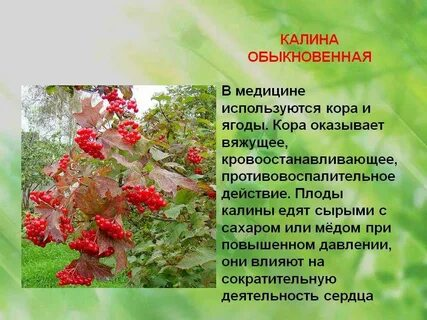 КАЛИНА
ОБЫКНОВЕННАЯ
В медицине
используются кора и
ягоды. Кора оказывает
вяжущее,
кровоостанавливающее,
противовоспалительное
действие. Плоды
калины едят сырыми с
сахаром или мёдом при
повышенном давлении,
они влияют на
сократительную
деятельность сердца